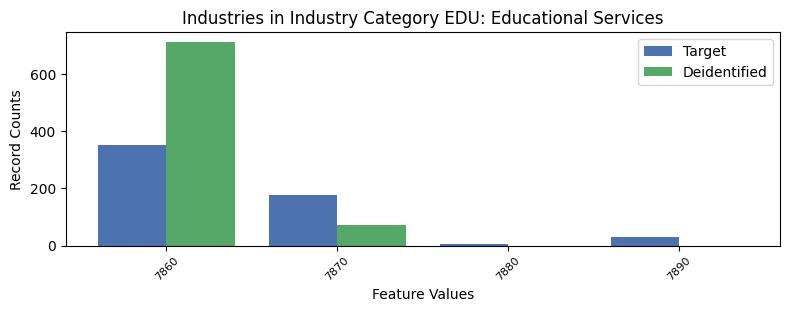 Industries in Industry Category EDU: Educational Services
Target
Deidentified
Record Counts
600
400
200
0
7860
7870
7880
7890
Feature Values